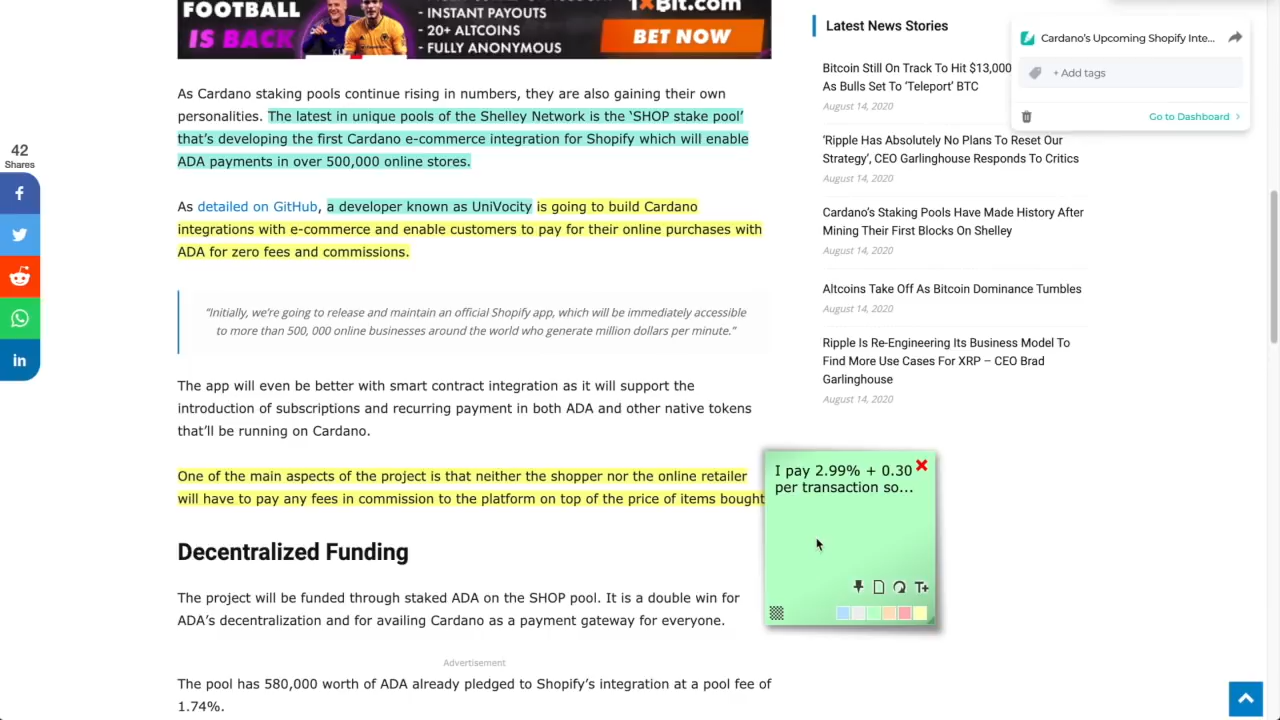 FOOTBALL
IS BACK
- INSTANT PAYOUTS
- 20+ ALTCOINS
- FULLY ANONYMOUS
1XBit.com
BET NOW
As Cardano staking pools continue rising in numbers, they are also gaining their own
personalities. The latest in unique pools of the Shelley Network is the ‘SHOP stake pool’
that’s developing the first Cardano e-commerce integration for Shopify which will enable
ADA payments in over 500,000 online stores.
42
Shares
As detailed on GitHub, a developer known as UniVocity is going to build Cardano
integrations with e-commerce and enable customers to pay for their online purchases with
ADA for zero fees and commissions.
“Initially, we’re going to release and maintain an official Shopify app, which will be immediately accessible
to more than 500, 000 online businesses around the world who generate million dollars per minute.”
The app will even be better with smart contract integration as it will support the
introduction of subscriptions and recurring payment in both ADA and other native tokens
that’ll be running on Cardano.
One of the main aspects of the project is that neither the shopper nor the online retailer
will have to pay any fees in commission to the platform on top of the price of items bought
Decentralized Funding
The project will be funded through staked ADA on the SHOP pool. It is a double win for
ADA’s decentralization and for availing Cardano as a payment gateway for everyone.
Advertisement
The pool has 580,000 worth of ADA already pledged to Shopify’s integration at a pool fee of
1.74%.
I pay 2.99% + 0.30
per transaction so...
T+
Latest News Stories
Bitcoin Still On Track To Hit $13,000
As Bulls Set To ‘Teleport’ BTC
August 14, 2020
‘Ripple Has Absolutely No Plans To Reset Our
Strategy’, CEO Garlinghouse Responds To Critics
August 14, 2020
Cardano’s Staking Pools Have Made History After
Mining Their First Blocks On Shelley
August 14, 2020
Altcoins Take Off As Bitcoin Dominance Tumbles
August 14, 2020
Ripple Is Re-Engineering Its Business Model To
Find More Use Cases For XRP – CEO Brad
Garlinghouse
August 14, 2020
Cardano’s Upcoming Shopify Inte...
+ Add tags
Go to Dashboard